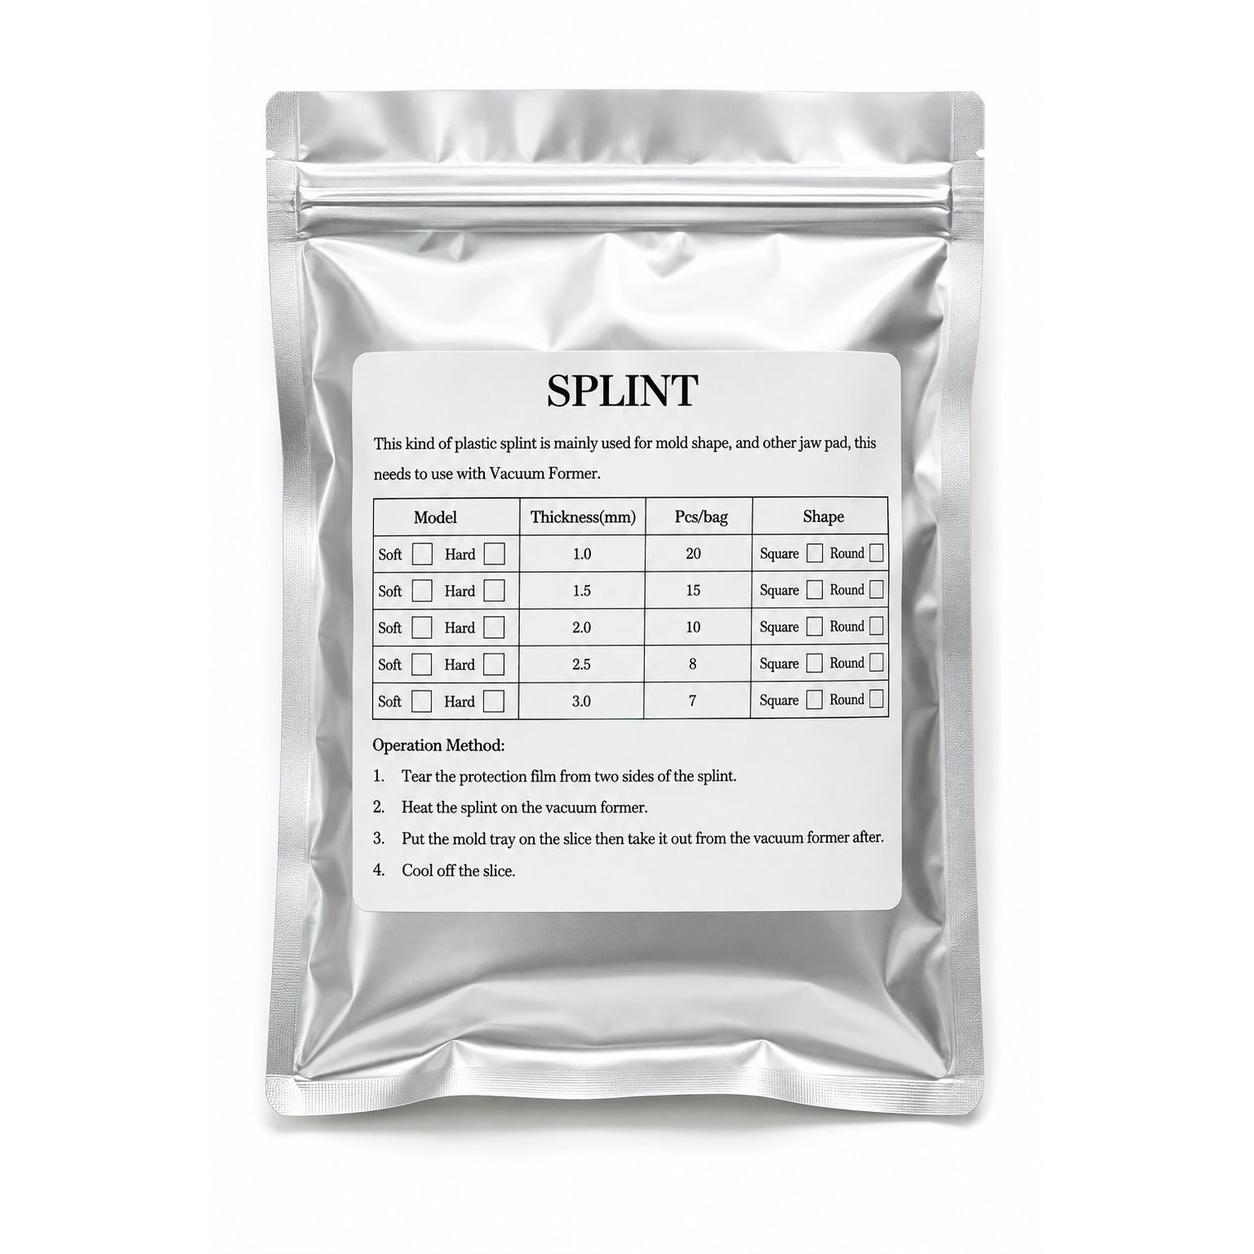 SPLINT
This kind of plastic splint is mainly used for mold shape, and other jaw pad, this
needs to use with Vacuum Former.
Model Thickness(mm) Pcs/bag Shape
Soft Hard 1.0 20 Square Round
Soft Hard 1.5 15 Square Round
Soft Hard 2.0 10 Square Round
Soft Hard 2.5 8 Square Round
Soft Hard 3.0 7 Square Round
Operation Method:
1. Tear the protection film from two sides of the splint.
2. Heat the splint on the vacuum former.
3. Put the mold tray on the slice then take it out from the vacuum former after.
4. Cool off the slice.